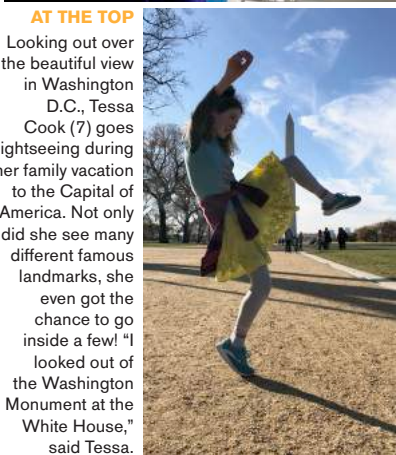 AT THE TOP
Looking out over
the beautiful view
in Washington
D.C., Tessa
Cook (7) goes
ightseeing during
er family vacation
to the Capital of
America. Not only
did she see many
different famous
landmarks, she
even got the
chance to go
inside a few! “I
looked out of
the Washington
Monument at the
White House,”
said Tessa.